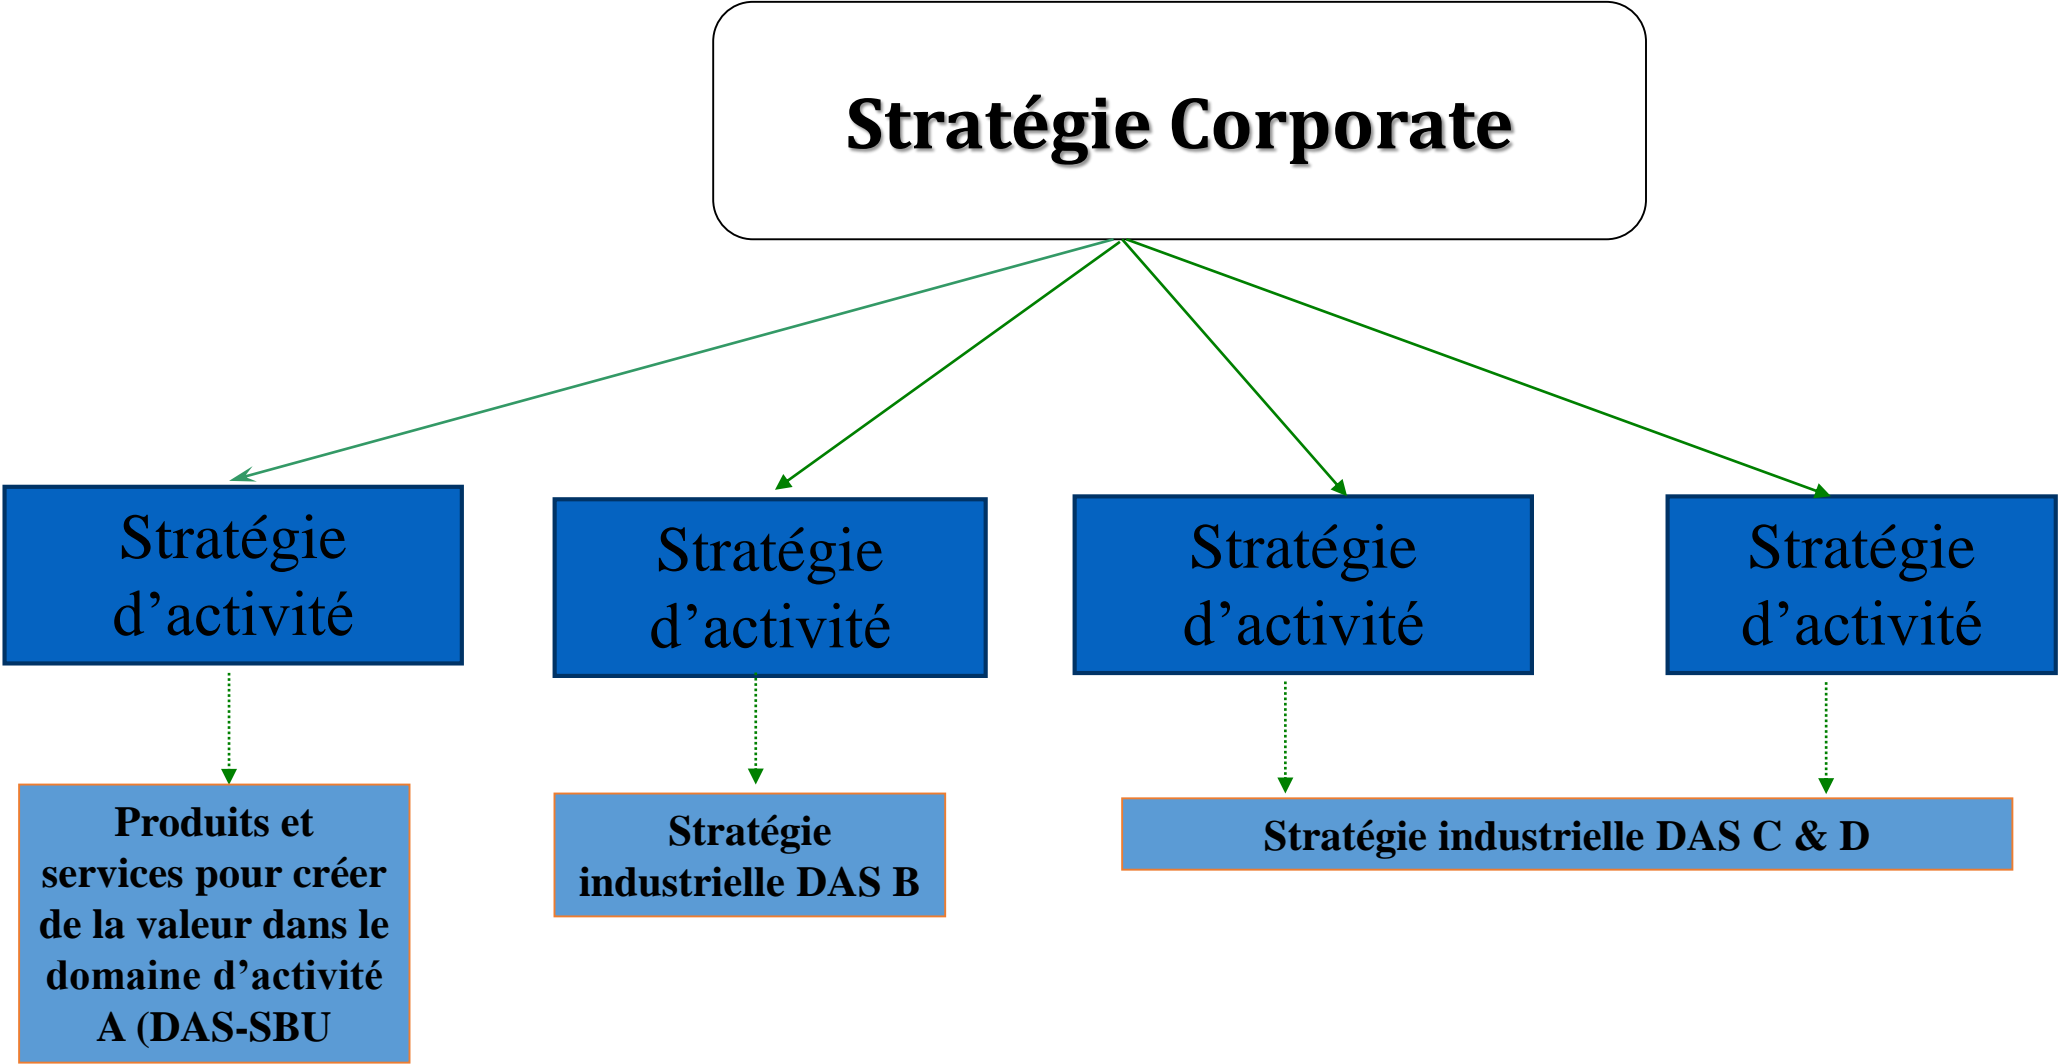 Stratégie Corporate
Stratégie
d’activité
Stratégie
d’activité
Stratégie
d’activité
Stratégie
d’activité
Produits et
services pour créer
de la valeur dans le
domaine d’activité
A (DAS-SBU
Stratégie
industrielle DAS B
Stratégie industrielle DAS C & D